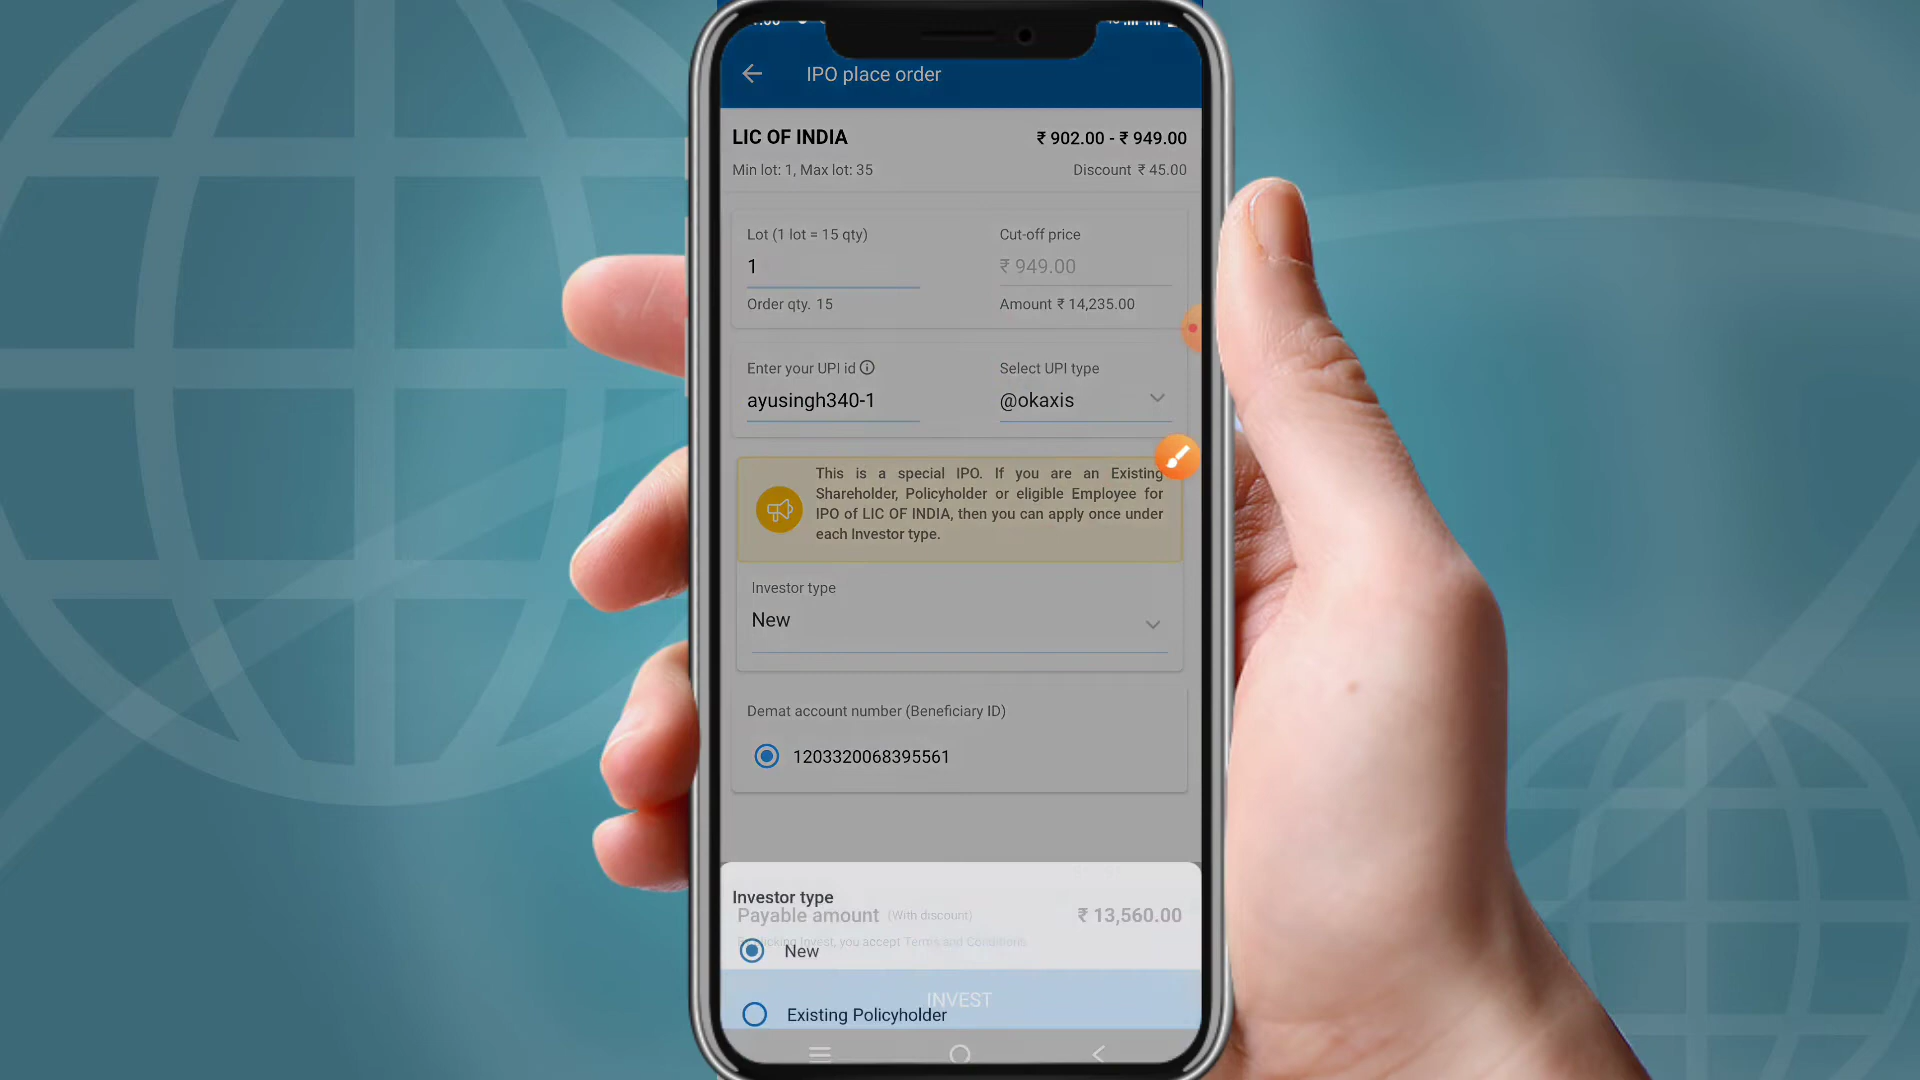 IPO place order
LIC OF INDIA
₹ 902.00 - ₹ 949.00
Min lot: 1, Max lot: 35
Discount ₹ 45.00
Lot (1 lot = 15 qty)
Cut-off price
1
₹ 949.00
Order qty. 15
Amount ₹ 14,235.00
Enter your UPI id
Select UPI type
ayusingh340-1
@okaxis
This is a special IPO. If you are an Existing
Shareholder, Policyholder or eligible Employee for
IPO of LIC OF INDIA, then you can apply once under
each Investor type.
Investor type
New
Demat account number (Beneficiary ID)
1203320068395561
Investor type
Payable amount (With discount) ₹ 13,560.00
clicking Invest, you accept Terms and Conditions
New
INVEST
Existing Policyholder